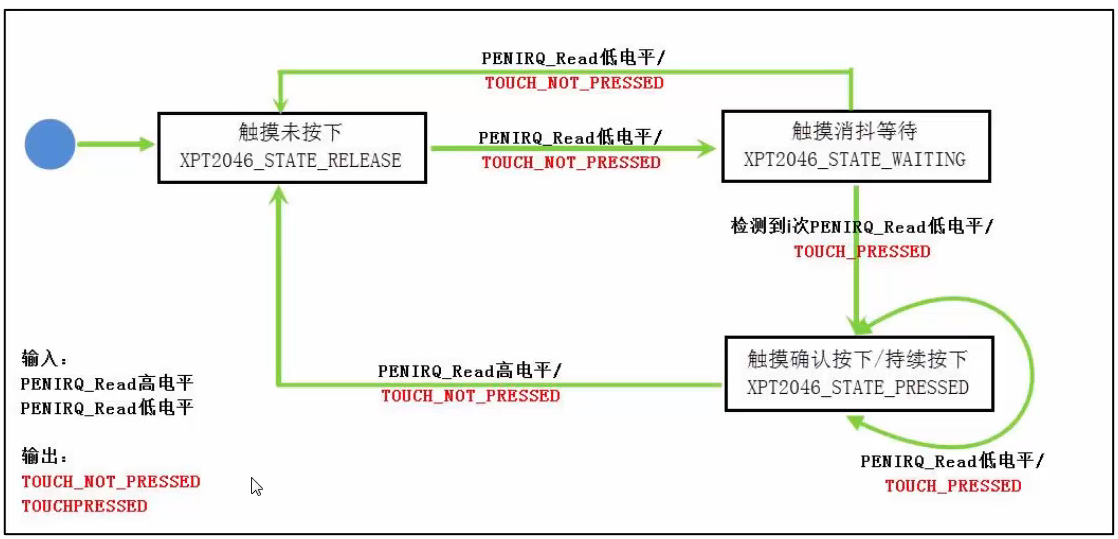 PENIRQ_Read低电平/
TOUCH_NOT_PRESSED
触摸未按下
XPT2046_STATE_RELEASE
PENIRQ_Read低电平/
TOUCH_NOT_PRESSED
触摸消抖等待
XPT2046_STATE_WAITING
检测到i次PENIRQ_Read低电平/
TOUCH_PRESSED
触摸确认按下/持续按下
XPT2046_STATE_PRESSED
PENIRQ_Read高电平/
TOUCH_NOT_PRESSED
PENIRQ_Read低电平/
TOUCH_PRESSED
输入：
PENIRQ_Read高电平
PENIRQ_Read低电平
输出：
TOUCH_NOT_PRESSED
TOUCHPRESSED